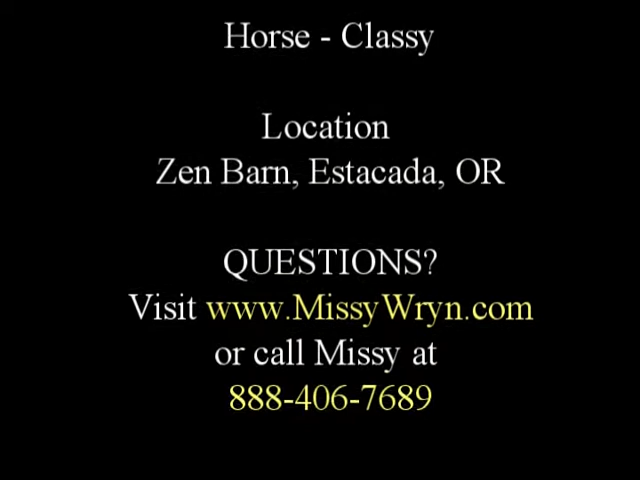 Horse - Classy
Location
Zen Barn, Estacada, OR
QUESTIONS?
Visit www.MissyWryn.com
or call Missy at
888-406-7689